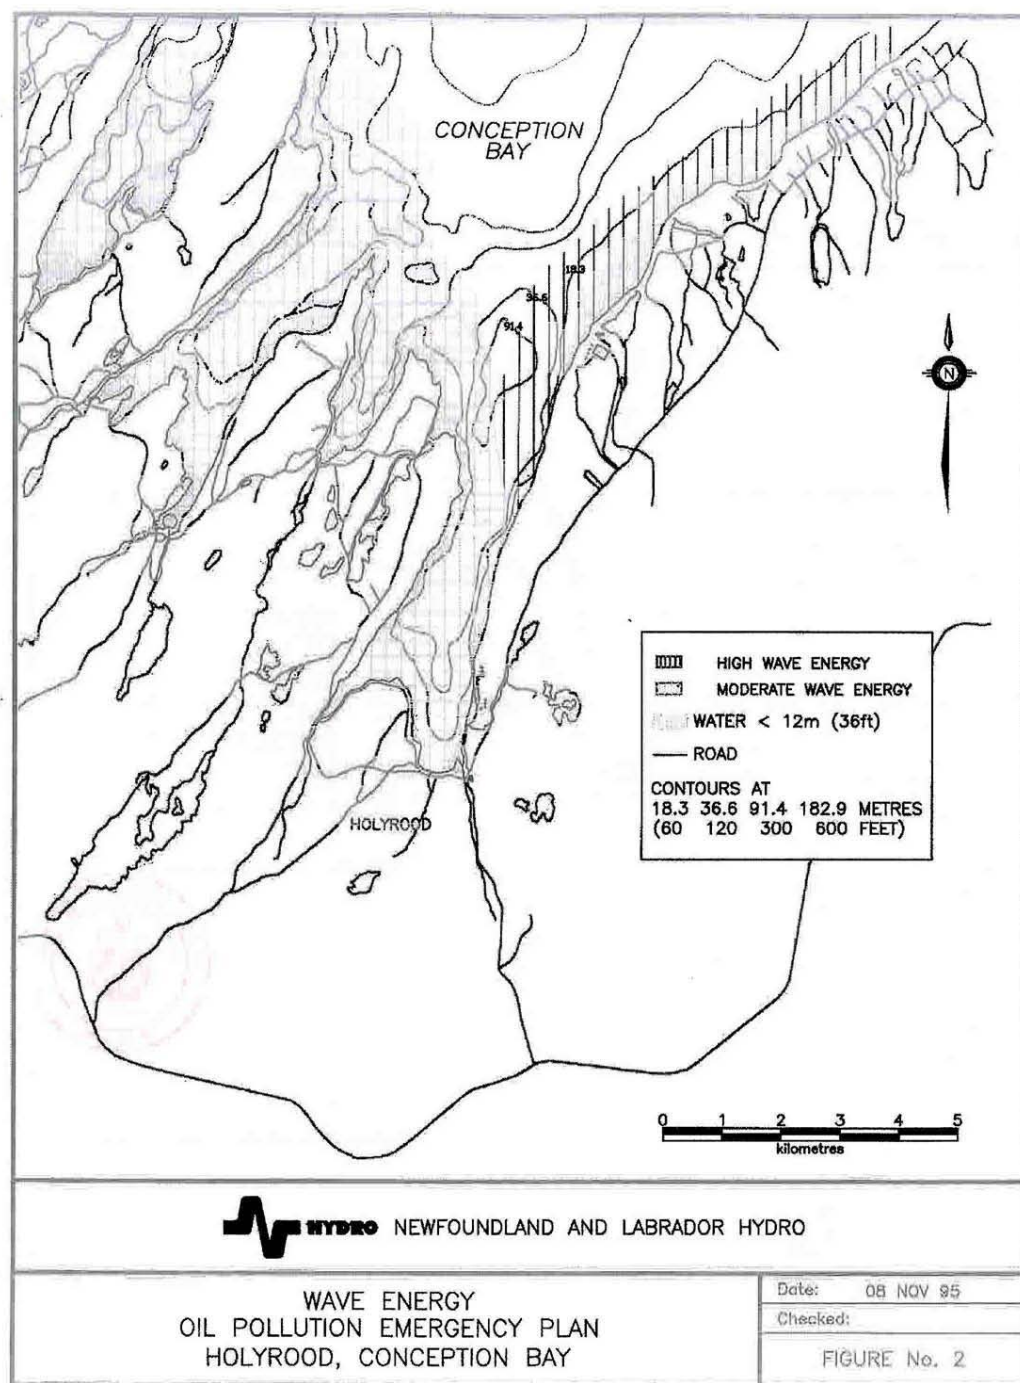 CONCEPTION
BAY
18.3
36.6
91.4
N
HIGH WAVE ENERGY
MODERATE WAVE ENERGY
WATER < 12m (36ft)
ROAD
CONTOURS AT
18.3 36.6 91.4 182.9 METRES
(60 120 300 600 FEET)
HOLYROOD
0 1 2 3 4 5
kilometres
HYDRO NEWFOUNDLAND AND LABRADOR HYDRO
WAVE ENERGY
OIL POLLUTION EMERGENCY PLAN
HOLYROOD, CONCEPTION BAY
Date: 08 NOV 95
Checked:
FIGURE No. 2